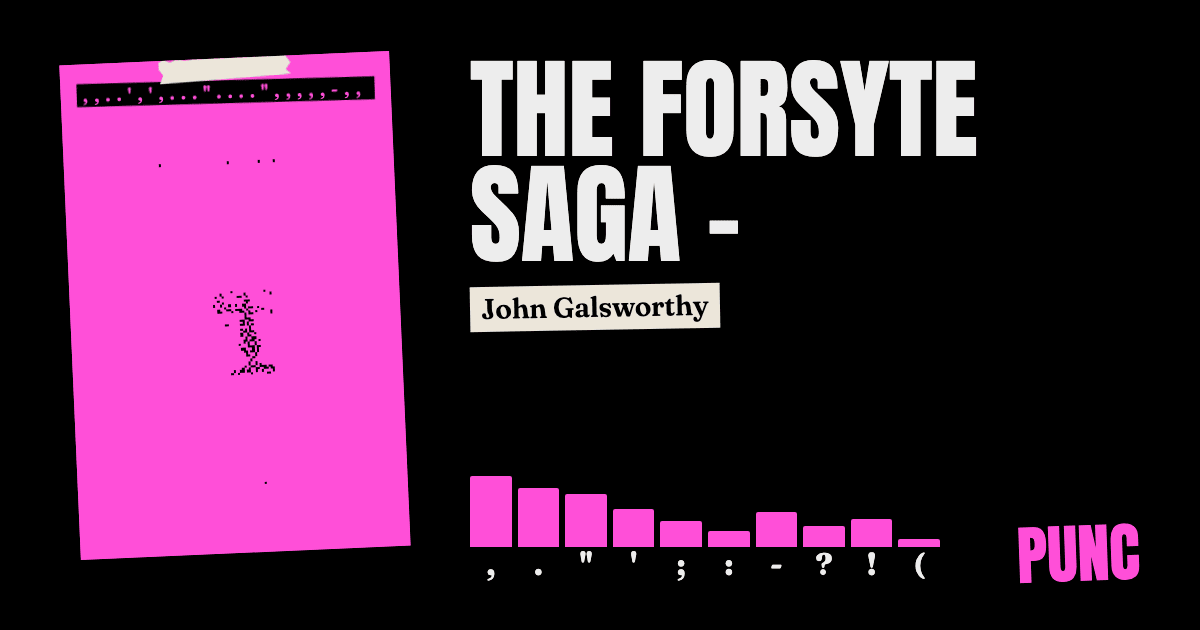 ,,..',',..."....",,,,,-,,
T
THE FORSYTE
SAGA -
John Galsworthy
, . " ' ; : - ? ! (
PUNC